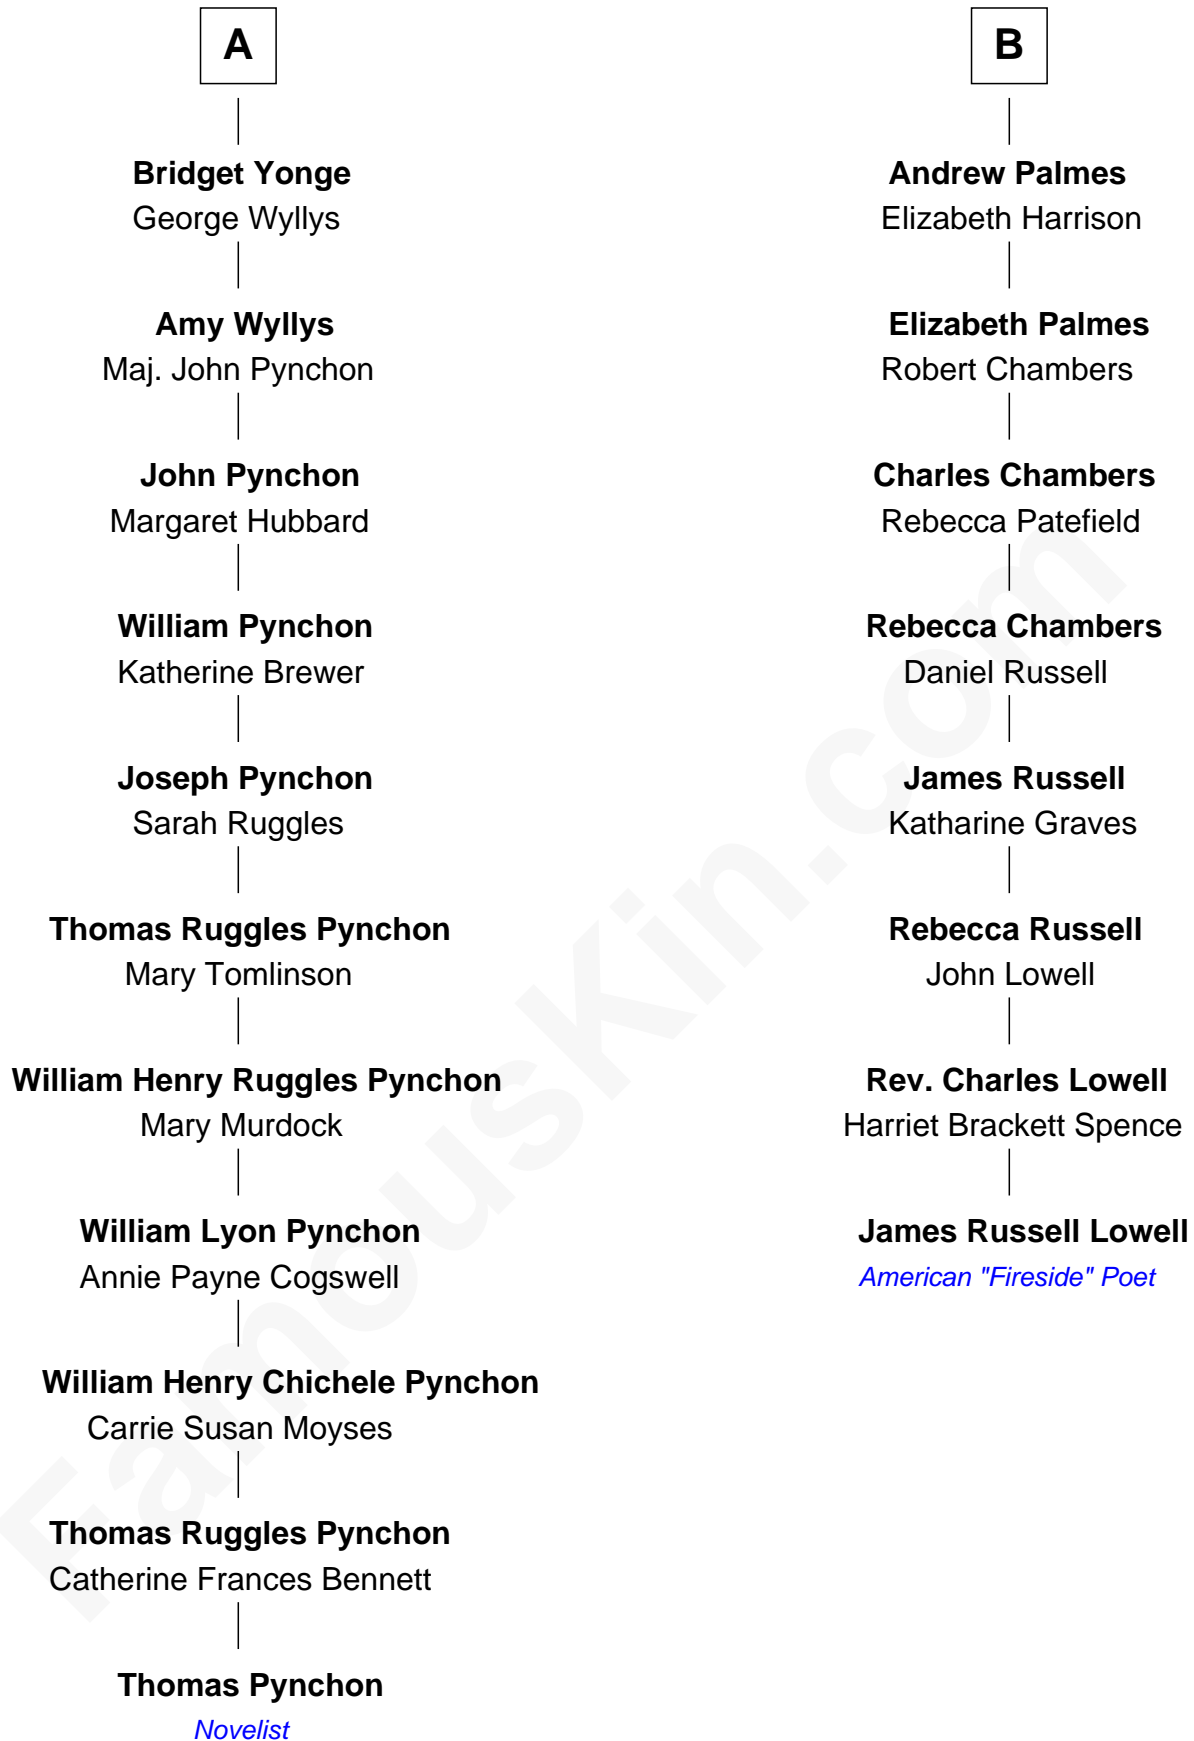 A
Bridget Yonge
George Wyllys
Amy Wyllys
Maj. John Pynchon
John Pynchon
Margaret Hubbard
William Pynchon
Katherine Brewer
Joseph Pynchon
Sarah Ruggles
Thomas Ruggles Pynchon
Mary Tomlinson
William Henry Ruggles Pynchon
Mary Murdock
William Lyon Pynchon
Annie Payne Cogswell
William Henry Chichele Pynchon
Carrie Susan Moyses
Thomas Ruggles Pynchon
Catherine Frances Bennett
Thomas Pynchon
Novelist
B
Andrew Palmes
Elizabeth Harrison
Elizabeth Palmes
Robert Chambers
Charles Chambers
Rebecca Patefield
Rebecca Chambers
Daniel Russell
James Russell
Katharine Graves
Rebecca Russell
John Lowell
Rev. Charles Lowell
Harriet Brackett Spence
James Russell Lowell
American "Fireside" Poet
FamousKin.com